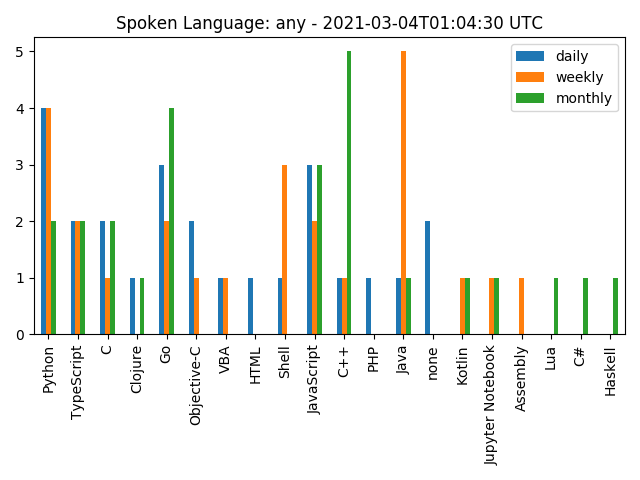 Spoken Language: any - 2021-03-04T01:04:30 UTC
daily
weekly
monthly
5
4
3
2
1
0
Python
TypeScript
C
Clojure
Go
Objective-C
VBA
HTML
Shell
JavaScript
C++
PHP
Java
none
Kotlin
Jupyter Notebook
Assembly
Lua
C#
Haskell